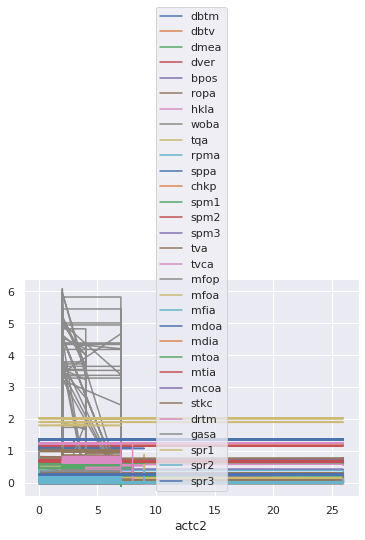 dbtm
dbtv
dmea
dver
bpos
ropa
hkla
woba
tqa
rpma
sppa
chkp
spm1
spm2
spm3
tva
tvca
mfop
mfoa
mfia
mdoa
mdia
mtoa
mtia
mcoa
stkc
drtm
gasa
spr1
spr2
spr3
6
5
4
3
2
1
0
0 5 10 15 20 25
actc2